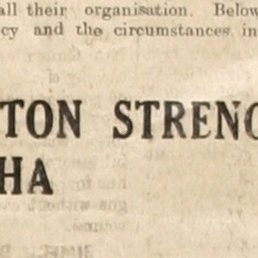 all their organisation. Below
cy and the circumstances in
TON STRENG
HA